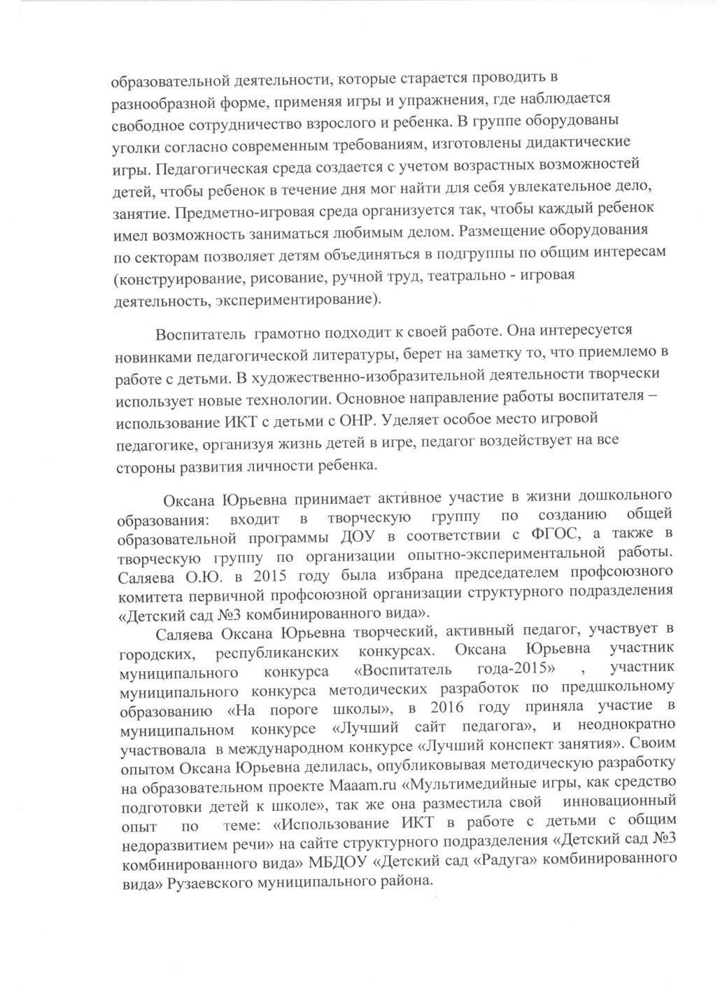 образовательной деятельности, которые старается проводить в
разнообразной форме, применяя игры и упражнения, где наблюдается
свободное сотрудничество взрослого и ребенка. В группе оборудованы
уголки согласно современным требованиям, изготовлены дидактические
игры. Педагогическая среда создается с учетом возрастных возможностей
детей, чтобы ребенок в течение дня мог найти для себя увлекательное дело,
занятие. Предметно-игровая среда организуется так, чтобы каждый ребенок
имел возможность заниматься любимым делом. Размещение оборудования
по секторам позволяет детям объединяться в подгруппы по общим интересам
(конструирование, рисование, ручной труд, театрально - игровая
деятельность, экспериментирование).
Воспитатель  грамотно подходит к своей работе. Она интересуется
новинками педагогической литературы, берет на заметку то, что приемлемо в
работе с детьми. В художественно-изобразительной деятельности творчески
использует новые технологии. Основное направление работы воспитателя –
использование ИКТ с детьми с ОНР. Уделяет особое место игровой
педагогике, организуя жизнь детей в игре, педагог воздействует на все
стороны развития личности ребенка.
Оксана Юрьевна принимает активное участие в жизни дошкольного
образования: входит в творческую группу по созданию общей
образовательной программы ДОУ в соответствии с ФГОС, а также в
творческую группу по организации опытно-экспериментальной работы.
Саляева О.Ю. в 2015 году была избрана председателем профсоюзного
комитета первичной профсоюзной организации структурного подразделения
«Детский сад №3 комбинированного вида».
Саляева Оксана Юрьевна творческий, активный педагог, участвует в
городских, республиканских конкурсах. Оксана Юрьевна участник
муниципального конкурса «Воспитатель года-2015» , участник
муниципального конкурса методических разработок по предшкольному
образованию «На пороге школы», в 2016 году приняла участие в
муниципальном конкурсе «Лучший сайт педагога», и неоднократно
участвовала  в международном конкурсе «Лучший конспект занятия». Своим
опытом Оксана Юрьевна делилась, опубликовывая методическую разработку
на образовательном проекте Maaam.ru «Мультимедийные игры, как средство
подготовки детей к школе», так же она разместила свой  инновационный
опыт по теме: «Использование ИКТ в работе с детьми с общим
недоразвитием речи» на сайте структурного подразделения «Детский сад №3
комбинированного вида» МБДОУ «Детский сад «Радуга» комбинированного
вида» Рузаевского муниципального района.